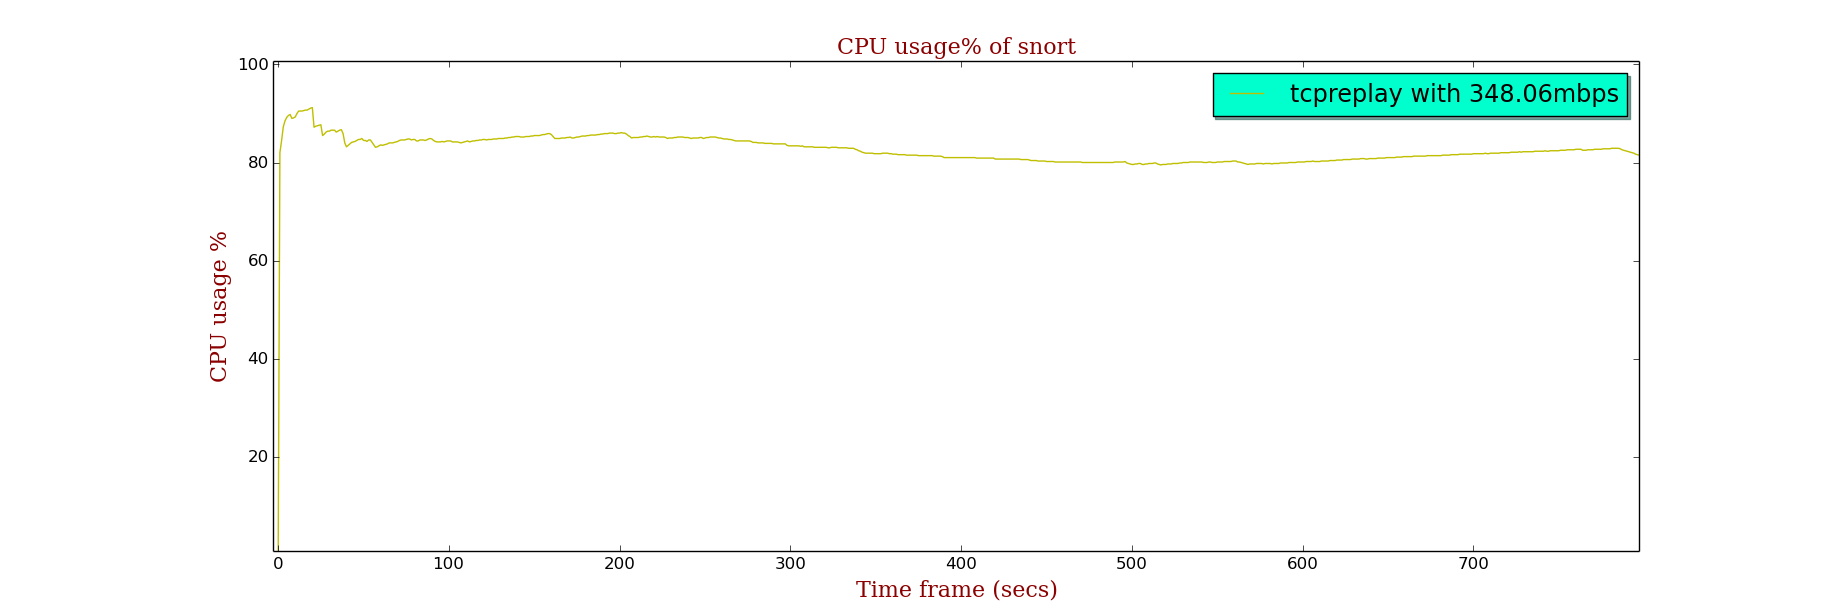 CPU usage% of snort
tcpreplay with 348.06mbps
CPU usage %
100
80
60
40
20
0 100 200 300 400 500 600 700
Time frame (secs)